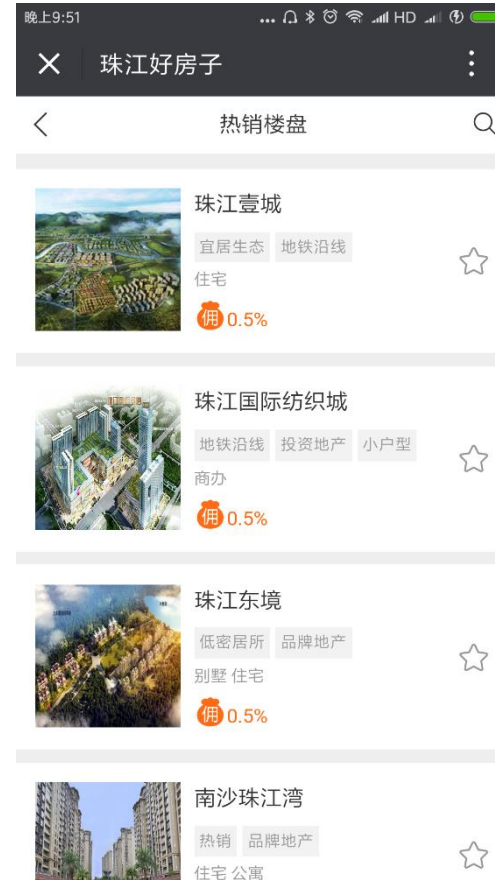 晚上9:51
HD
珠江好房子
热销楼盘
珠江壹城
宜居生态 地铁沿线
住宅
佣 0.5%
珠江国际纺织城
地铁沿线 投资地产 小户型
商办
佣 0.5%
珠江东境
低密居所 品牌地产
别墅 住宅
佣 0.5%
南沙珠江湾
热销 品牌地产
住宅 公寓